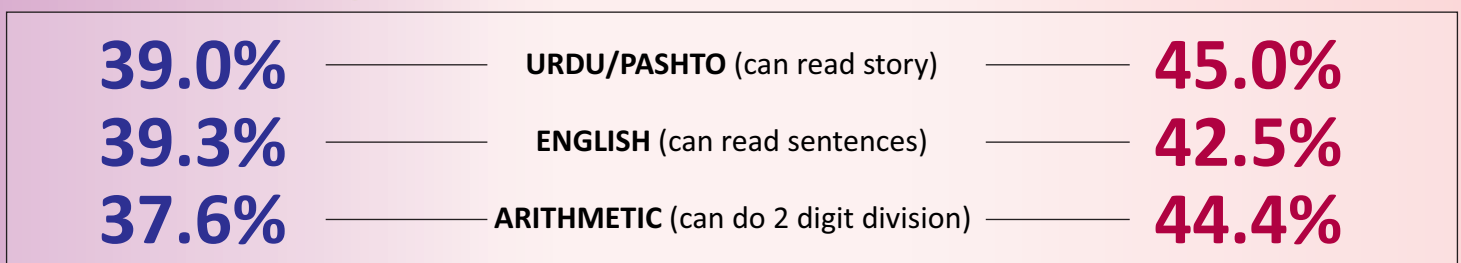 39.0% URDU/PASHTO (can read story) 45.0%
39.3% ENGLISH (can read sentences) 42.5%
37.6% ARITHMETIC (can do 2 digit division) 44.4%